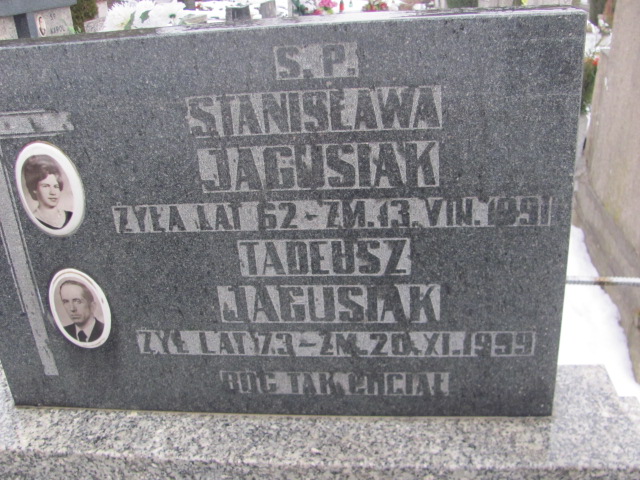 Ś. P.
STANISŁAWA
JAGUSIAK
ŻYŁA LAT 62 - ZM. 13. VIII. 1991
TADEUSZ
JAGUSIAK
ŻYŁ LAT 73 - ZM. 20. XI. 1999
BÓG TAK CHCIAŁ